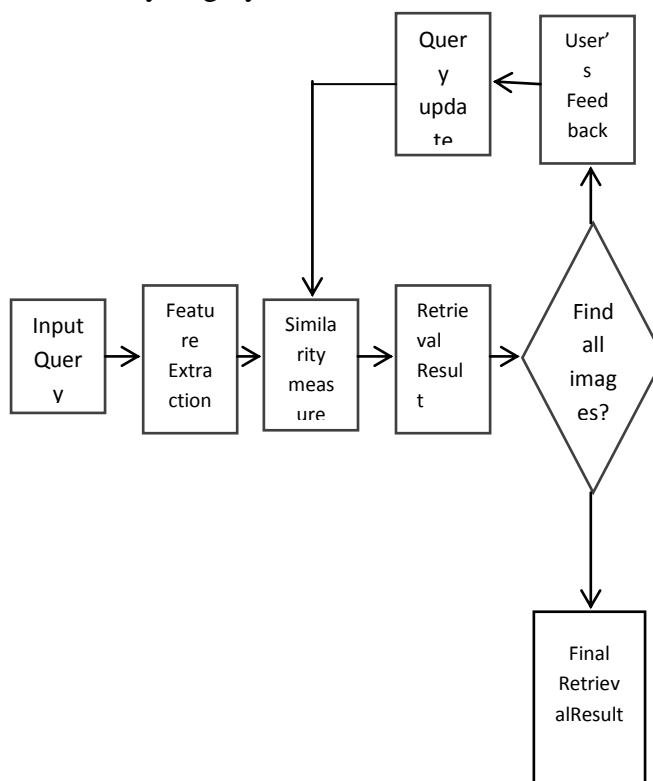 Quer
y
upda
te
User's
Feed
back
Input
Quer
y
Featu
re
Extra
ction
Simila
rity
meas
ure
Retrie
val
Resul
t
Find
all
imag
es?
Final
Retriev
alResult